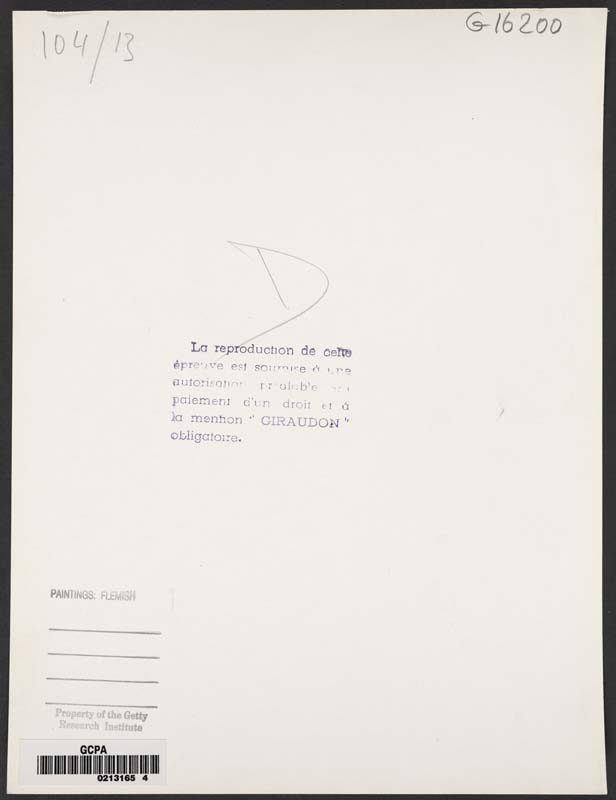 104/13
G16200
La reproduction de cette
épreuve est soumise à une
autorisation préalable
paiement d'un droit et à
la mention " GIRAUDON "
obligatoire.
PAINTINGS: FLEMISH
Property of the Getty
Research Institute
GCPA
0213165 4